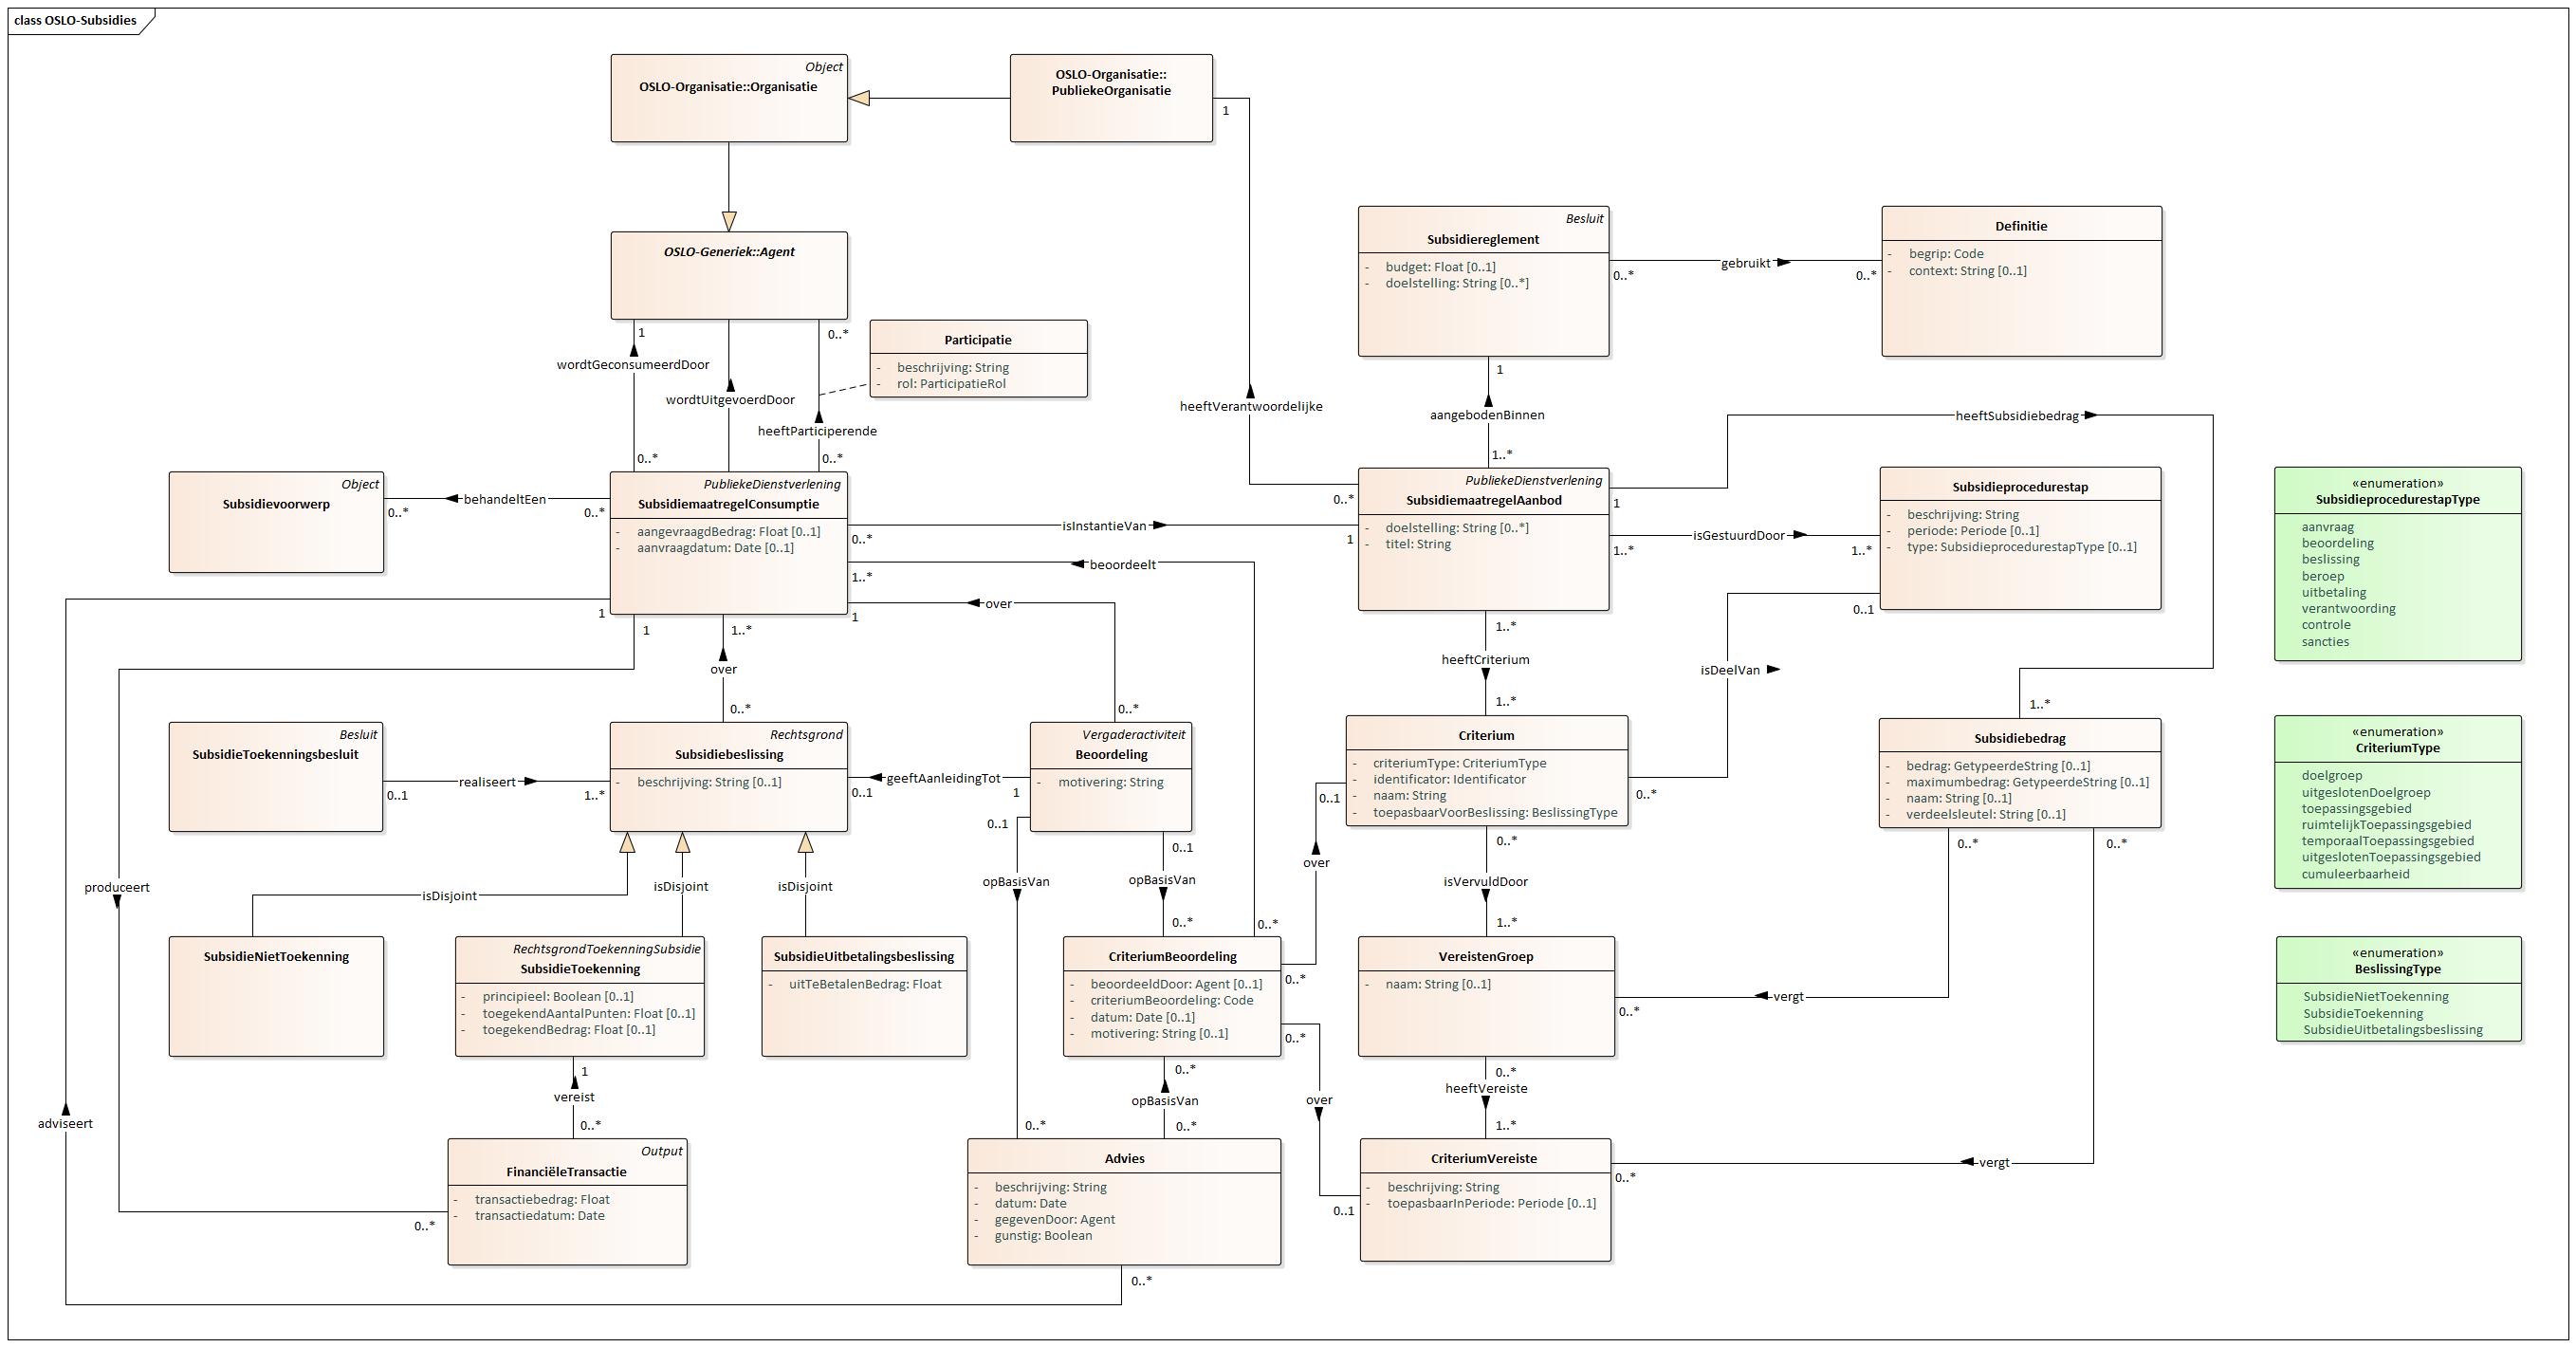 class OSLO-Subsidies
Object
OSLO-Organisatie::Organisatie
OSLO-Organisatie::
PubliekeOrganisatie
1
OSLO-Generiek::Agent
1
0..*
wordtGeconsumeerdDoor
wordtUitgevoerdDoor
heeftParticiperende
0..*
0..*
Participatie
- beschrijving: String
- rol: ParticipatieRol
heeftVerantwoordelijke
0..*
Besluit
Subsidiereglement
- budget: Float [0..1]
- doelstelling: String [0..*]
0..*
gebruikt
0..*
Definitie
- begrip: Code
- context: String [0..1]
1
aangebodenBinnen
1..*
heeftSubsidiebedrag
1
1..*
Object
Subsidievoorwerp
0..*
behandeltEen
0..*
PubliekeDienstverlening
SubsidiemaatregelConsumptie
- aangevraagdBedrag: Float [0..1]
- aanvraagdatum: Date [0..1]
0..*
isInstantieVan
1
PubliekeDienstverlening
SubsidiemaatregelAanbod
- doelstelling: String [0..*]
- titel: String
1..*
isGestuurdDoor
1..*
Subsidieprocedurestap
- beschrijving: String
- periode: Periode [0..1]
- type: SubsidieprocedurestapType [0..1]
0..1
«enumeration»
SubsidieprocedurestapType
aanvraag
beoordeling
beslissing
beroep
uitbetaling
verantwoording
controle
sancties
1..*
beoordeelt
1
over
1
1
1..*
over
0..*
0..*
1..*
heeftCriterium
1..*
isDeelVan
0..*
Besluit
SubsidieToekenningsbesluit
0..1
realiseert
1..*
Rechtsgrond
Subsidiebeslissing
- beschrijving: String [0..1]
0..1
geeftAanleidingTot
1
Vergaderactiviteit
Beoordeling
- motivering: String
0..1
0..1
Criterium
- criteriumType: CriteriumType
- identificator: Identificator
- naam: String
- toepasbaarVoorBeslissing: BeslissingType
0..1
0..*
Subsidiebedrag
- bedrag: GetypeerdeString [0..1]
- maximumbedrag: GetypeerdeString [0..1]
- naam: String [0..1]
- verdeelsleutel: String [0..1]
0..*
0..*
«enumeration»
CriteriumType
doelgroep
uitgeslotenDoelgroep
toepassingsgebied
ruimtelijkToepassingsgebied
temporaalToepassingsgebied
uitgeslotenToepassingsgebied
cumuleerbaarheid
produceert
isDisjoint
isDisjoint
isDisjoint
opBasisVan
opBasisVan
over
isVervuldDoor
0..*
0..*
1..*
SubsidieNietToekenning
RechtsgrondToekenningSubsidie
SubsidieToekenning
- principieel: Boolean [0..1]
- toegekendAantalPunten: Float [0..1]
- toegekendBedrag: Float [0..1]
SubsidieUitbetalingsbeslissing
- uitTeBetalenBedrag: Float
CriteriumBeoordeling
- beoordeeldDoor: Agent [0..1]
- criteriumBeoordeling: Code
- datum: Date [0..1]
- motivering: String [0..1]
0..*
0..*
VereistenGroep
- naam: String [0..1]
0..*
vergt
«enumeration»
BeslissingType
SubsidieNietToekenning
SubsidieToekenning
SubsidieUitbetalingsbeslissing
1
vereist
0..*
0..*
opBasisVan
0..*
0..*
over
0..1
0..*
heeftVereiste
1..*
adviseert
Output
FinanciëleTransactie
- transactiebedrag: Float
- transactiedatum: Date
0..*
Advies
- beschrijving: String
- datum: Date
- gegevenDoor: Agent
- gunstig: Boolean
0..*
CriteriumVereiste
- beschrijving: String
- toepasbaarInPeriode: Periode [0..1]
0..*
vergt